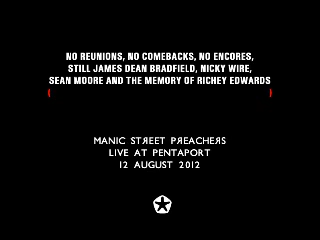 NO REUNIONS, NO COMEBACKS, NO ENCORES,
STILL JAMES DEAN BRADFIELD, NICKY WIRE,
SEAN MOORE AND THE MEMORY OF RICHEY EDWARDS
( )
MANIC STREET PREACHERS
LIVE AT PENTAPORT
12 AUGUST 2012